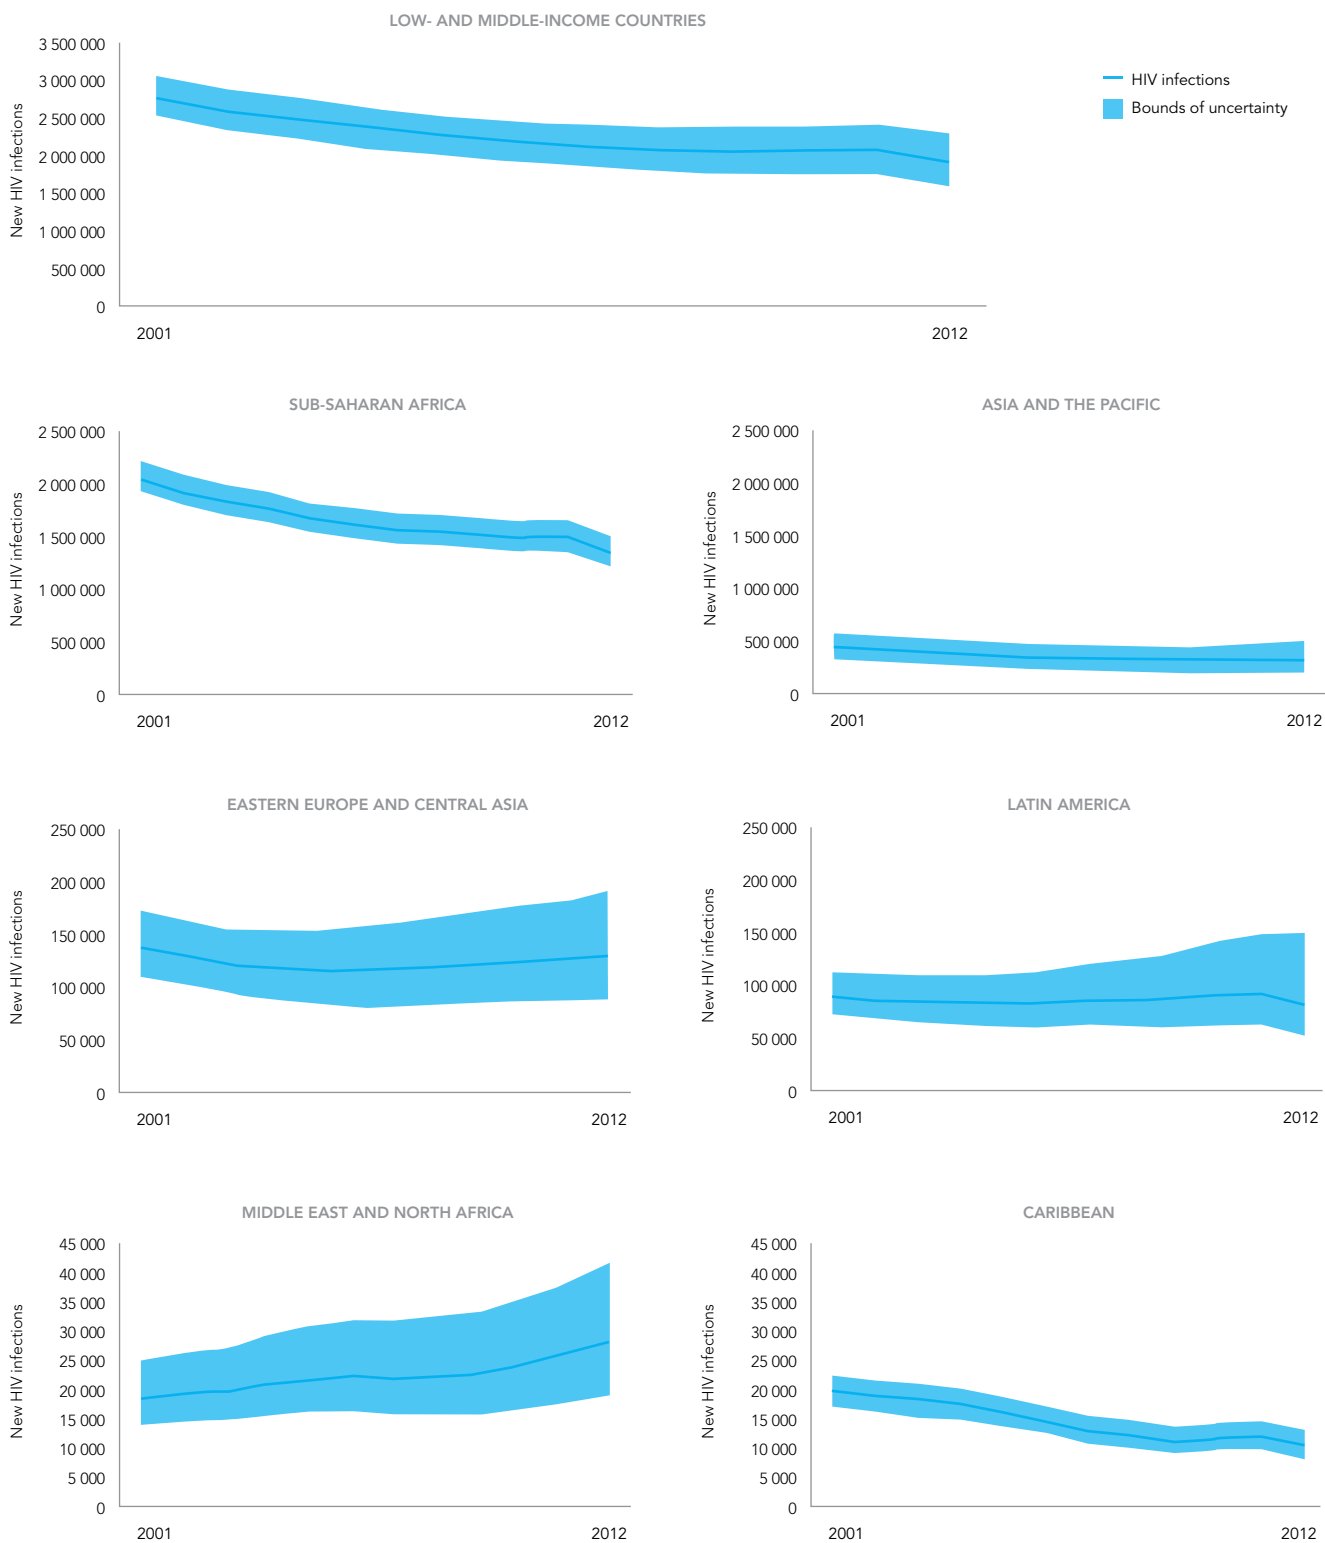 LOW- AND MIDDLE-INCOME COUNTRIES
New HIV infections
3 500 000
3 000 000
2 500 000
2 000 000
1 500 000
1 000 000
500 000
0
2001
2012
HIV infections
Bounds of uncertainty
SUB-SAHARAN AFRICA
New HIV infections
2 500 000
2 000 000
1 500 000
1 000 000
500 000
0
2001
2012
ASIA AND THE PACIFIC
New HIV infections
2 500 000
2 000 000
1 500 000
1 000 000
500 000
0
2001
2012
EASTERN EUROPE AND CENTRAL ASIA
New HIV infections
250 000
200 000
150 000
100 000
50 000
0
2001
2012
LATIN AMERICA
New HIV infections
250 000
200 000
150 000
100 000
50 000
0
2001
2012
MIDDLE EAST AND NORTH AFRICA
New HIV infections
45 000
40 000
35 000
30 000
25 000
20 000
15 000
10 000
5 000
0
2001
2012
CARIBBEAN
New HIV infections
45 000
40 000
35 000
30 000
25 000
20 000
15 000
10 000
5 000
0
2001
2012